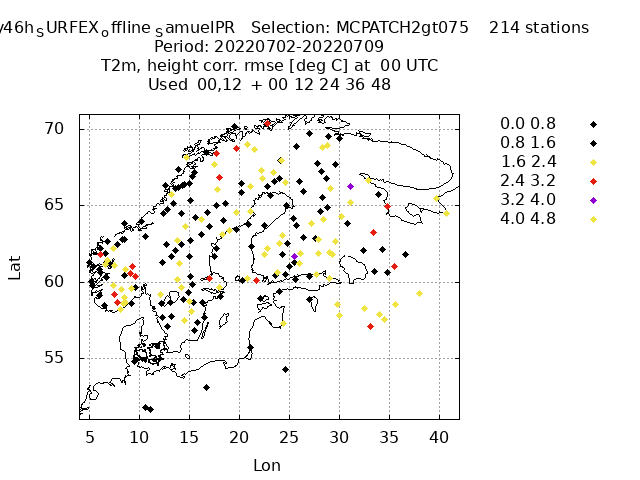 y46h_SURFEX_offline_samuelPR Selection: MCPATCH2gt075 214 stations
Period: 20220702-20220709
T2m, height corr. rmse [deg C] at 00 UTC
Used 00,12 + 00 12 24 36 48
70
65
60
55
5 10 15 20 25 30 35 40
Lat
Lon
0.0 0.8
0.8 1.6
1.6 2.4
2.4 3.2
3.2 4.0
4.0 4.8